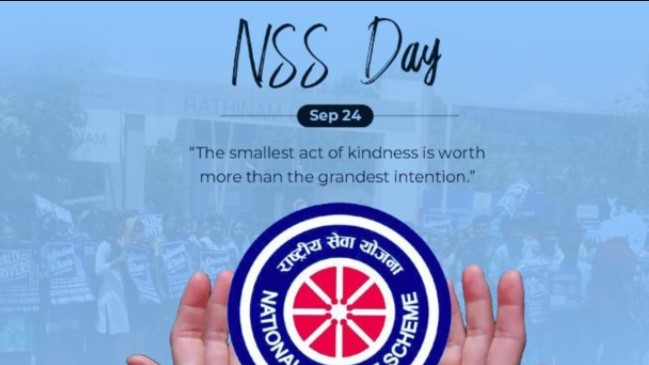 NSS Day
RATHINAM
Sep 24
“The smallest act of kindness is worth
more than the grandest intention.”
राष्ट्रीय सेवा योजना
NATIONAL
SCHEME